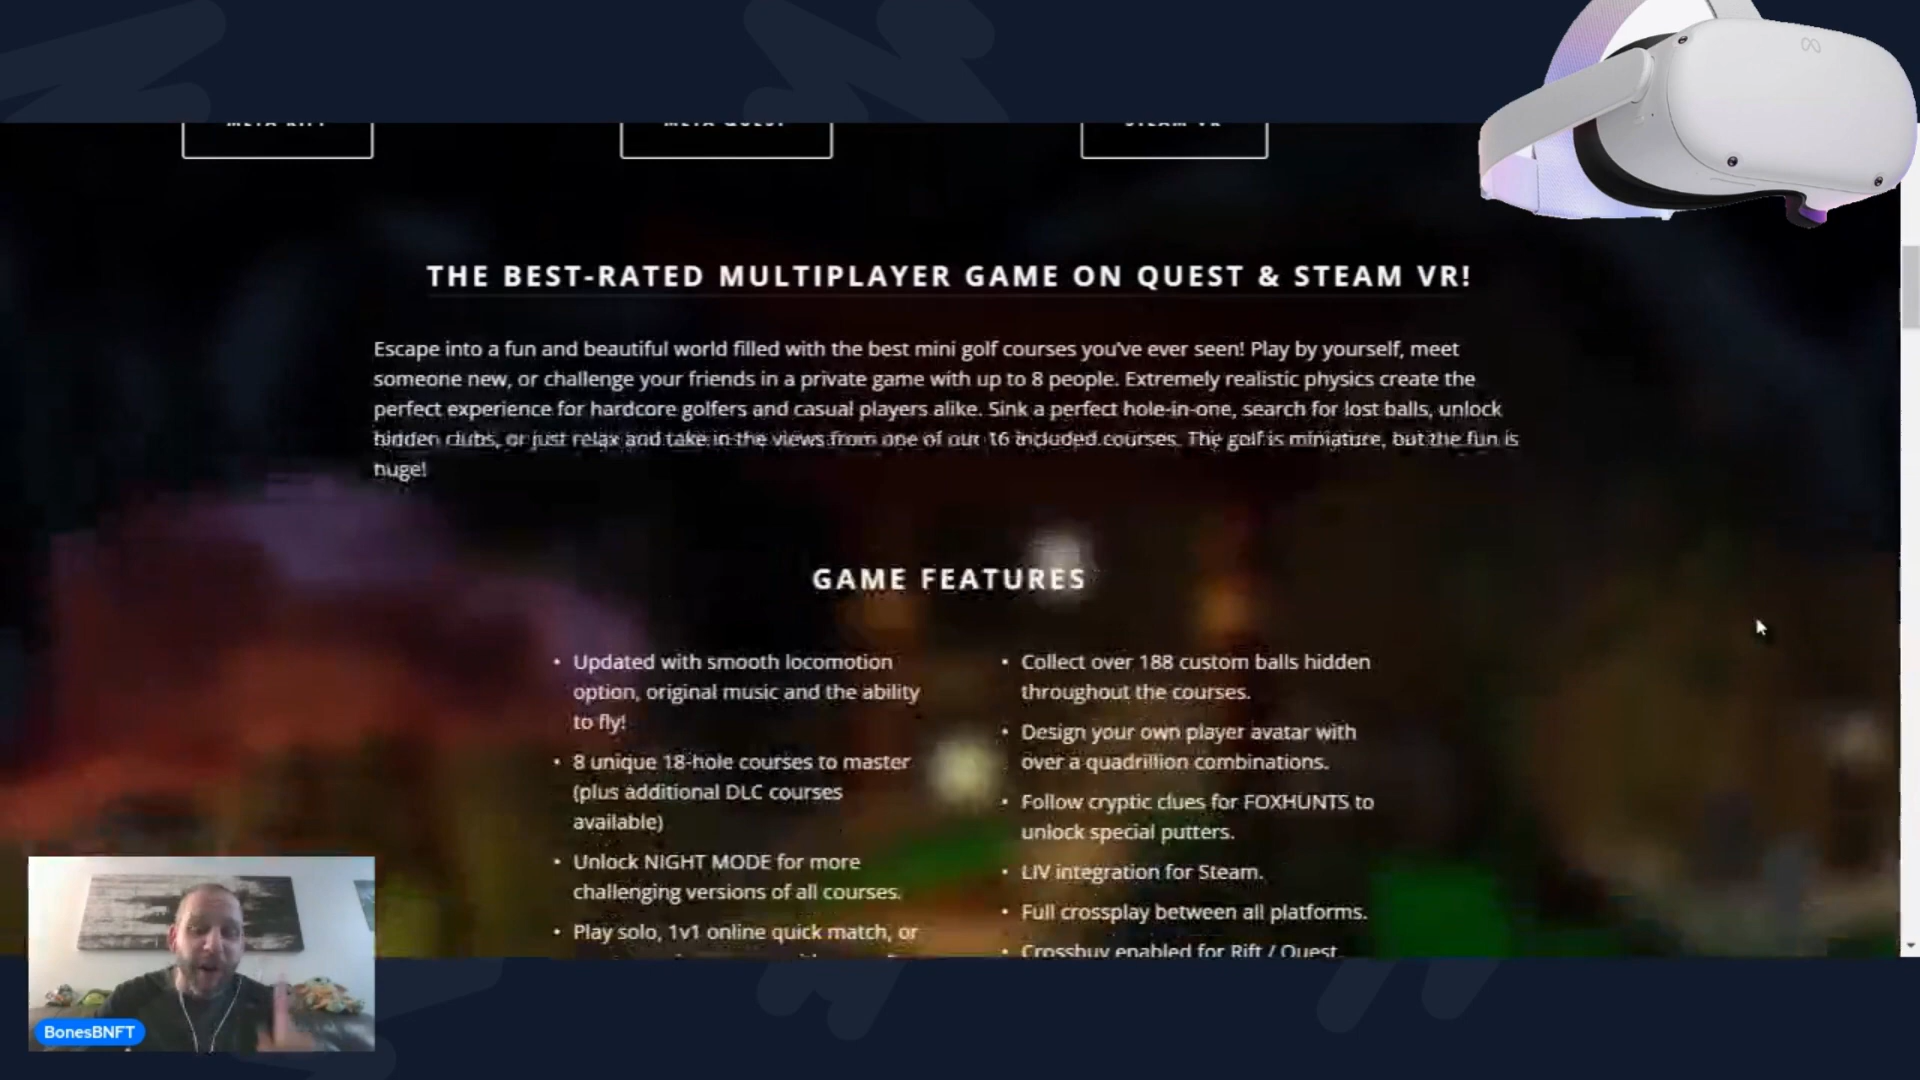 META RIFT
META QUEST
STEAM VR
THE BEST-RATED MULTIPLAYER GAME ON QUEST & STEAM VR!
Escape into a fun and beautiful world filled with the best mini golf courses you've ever seen! Play by yourself, meet
someone new, or challenge your friends in a private game with up to 8 people. Extremely realistic physics create the
perfect experience for hardcore golfers and casual players alike. Sink a perfect hole-in-one, search for lost balls, unlock
hidden clubs, or just relax and take in the views from one of our 16 included courses. The golf is miniature, but the fun is
huge!
GAME FEATURES
• Updated with smooth locomotion
option, original music and the ability
to fly!
• 8 unique 18-hole courses to master
(plus additional DLC courses
available)
• Unlock NIGHT MODE for more
challenging versions of all courses.
• Play solo, 1v1 online quick match, or
• Collect over 188 custom balls hidden
throughout the courses.
• Design your own player avatar with
over a quadrillion combinations.
• Follow cryptic clues for FOXHUNTS to
unlock special putters.
• LIV integration for Steam.
• Full crossplay between all platforms.
• Crossbuy enabled for Rift / Quest
BonesBNFT